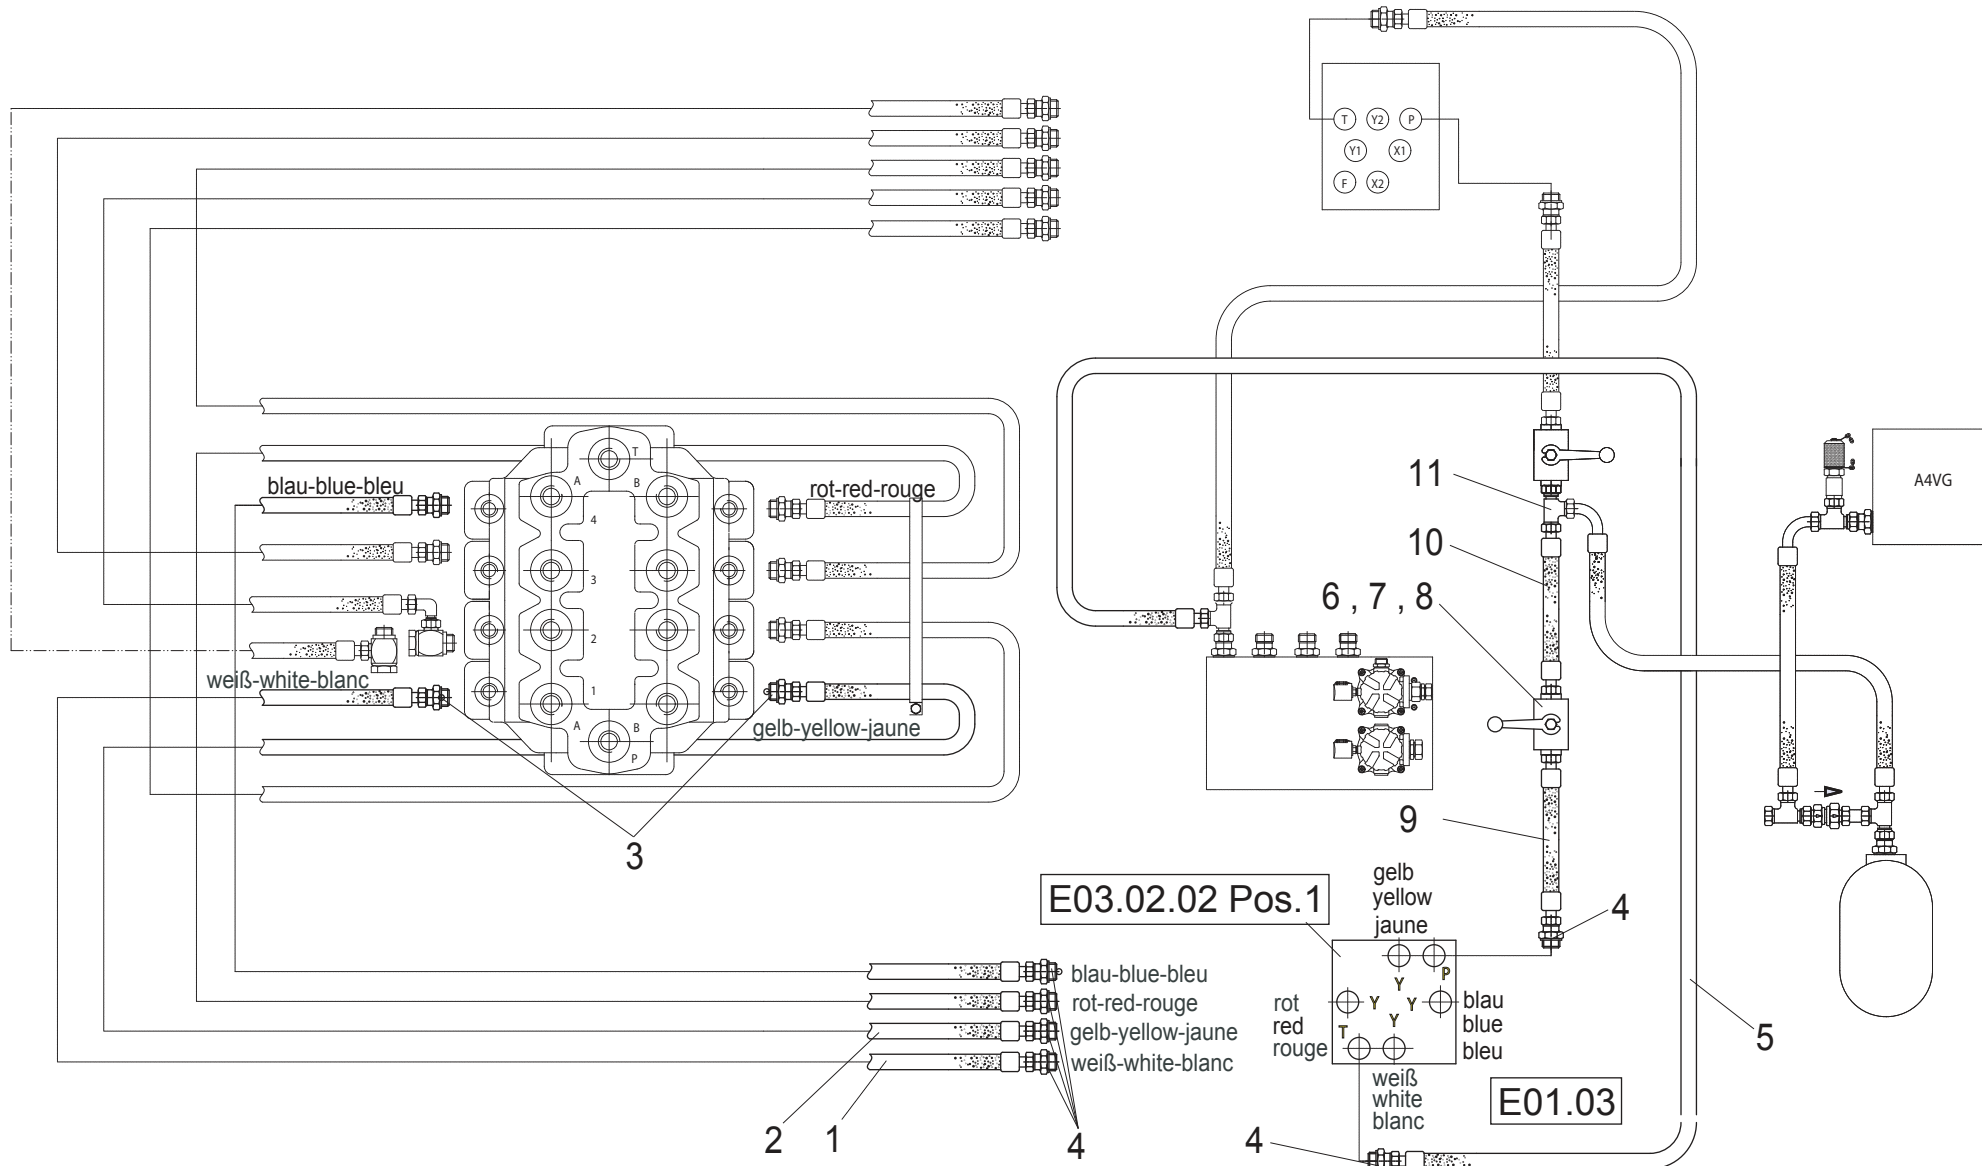 T Y2 P
Y1 X1
F X2
blau-blue-bleu
rot-red-rouge
T
A B
4
3
2
1
A B
P
weiß-white-blanc
gelb-yellow-jaune
3
A4VG
11
10
6 , 7 , 8
9
4
E03.02.02 Pos.1
gelb
yellow
jaune
P
Y
Y Y
Y
T
rot
red
rouge
blau
blue
bleu
weiß
white
blanc
E01.03
5
blau-blue-bleu
rot-red-rouge
gelb-yellow-jaune
weiß-white-blanc
2
1
4
4